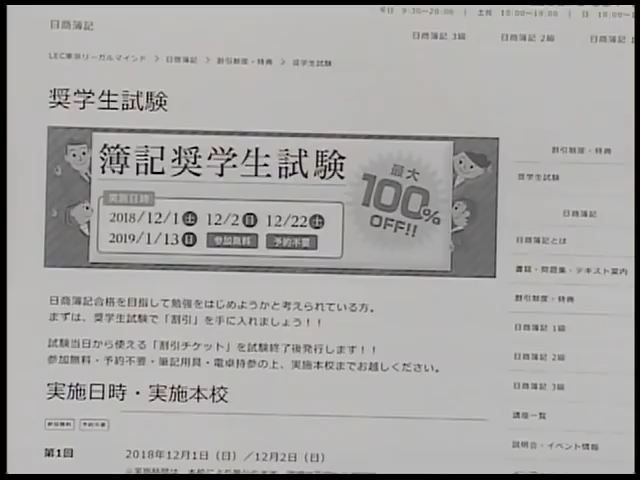 日商簿記
日商簿記 3級
日商簿記 2級
LEC東京リーガルマインド > 日商簿記 > 割引制度・特典 > 奨学生試験
奨学生試験
簿記奨学生試験
実施日時
2018/12/1土 12/2日 12/22土
2019/1/13日 参加無料 予約不要
最大
100%
OFF!!
日商簿記合格を目指して勉強をはじめようかと考えられている方。
まずは、奨学生試験で「割引」を手に入れましょう！！
試験当日から使える「割引チケット」を試験終了後発行します！！
参加無料・予約不要・筆記用具・電卓持参の上、実施本校までお越しください。
実施日時・実施本校
参加無料 予約不要
第1回
2018年12月1日（日）／12月2日（日）
割引制度・特典
奨学生試験
日商簿記
日商簿記とは
書籍・問題集・テキスト案内
割引制度・特典
日商簿記 1級
日商簿記 2級
日商簿記 3級
講座一覧
説明会・イベント情報